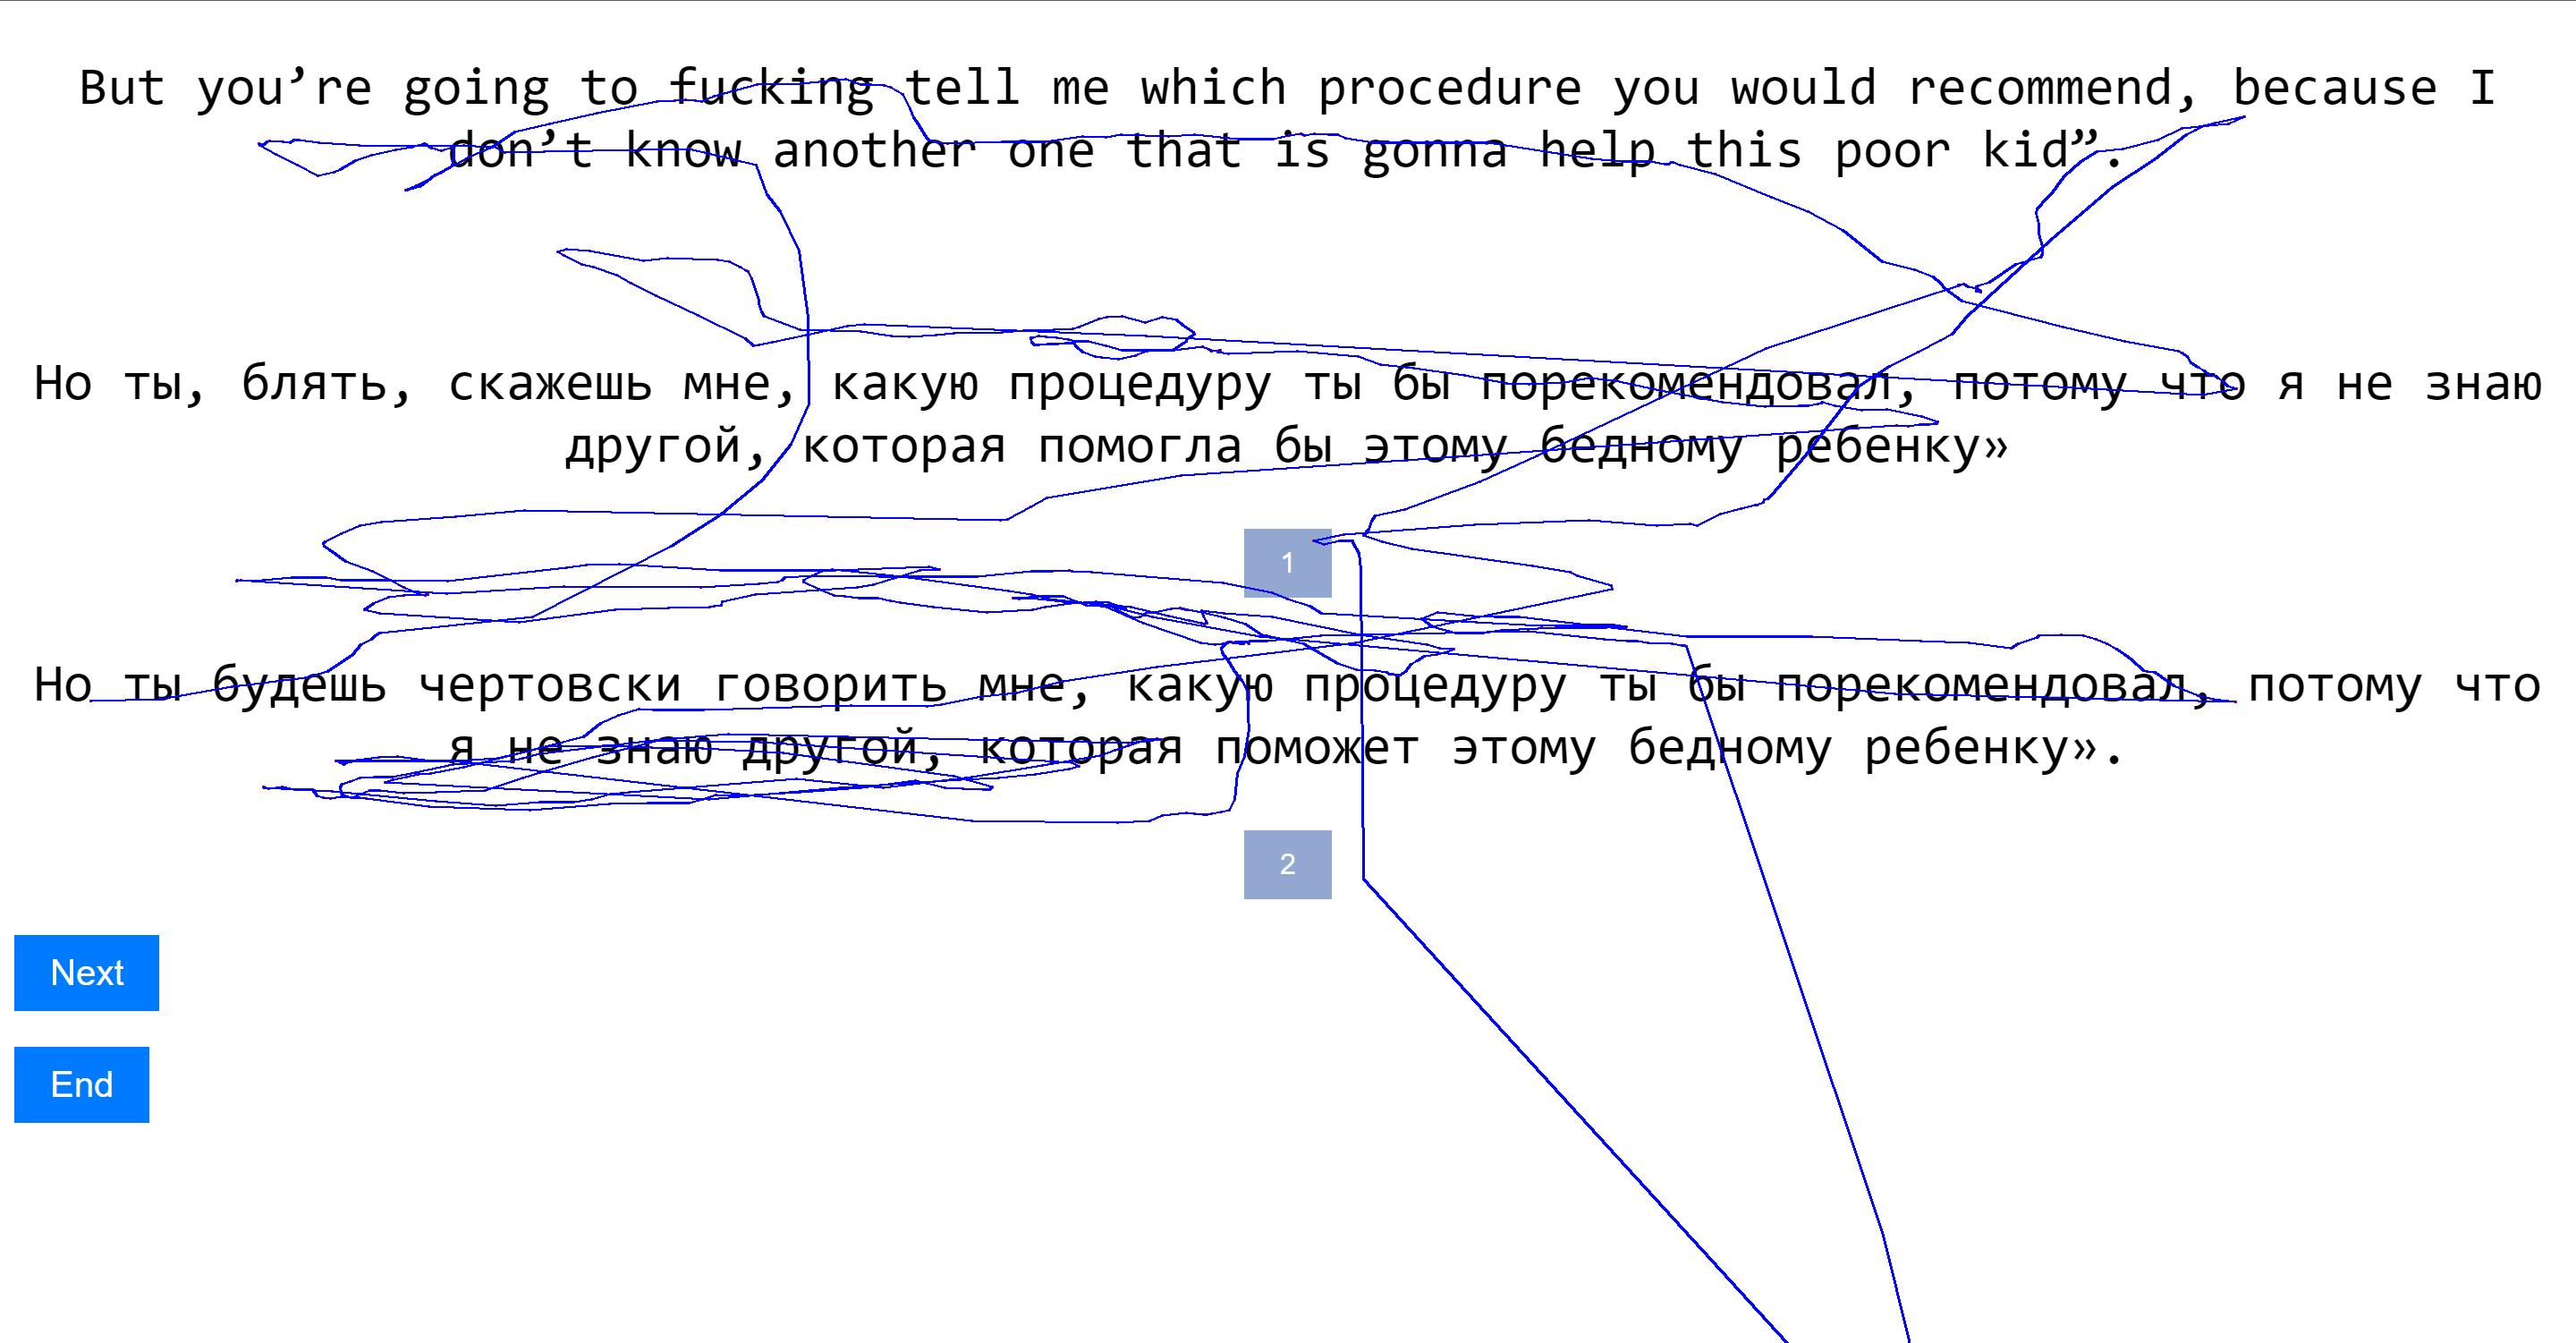 But you’re going to fucking tell me which procedure you would recommend, because I
don’t know another one that is gonna help this poor kid”.
Но ты, блять, скажешь мне, какую процедуру ты бы порекомендовал, потому что я не знаю
другой, которая помогла бы этому бедному ребенку»
1
Но ты будешь чертовски говорить мне, какую процедуру ты бы порекомендовал, потому что
я не знаю другой, которая поможет этому бедному ребенку».
2
Next
End